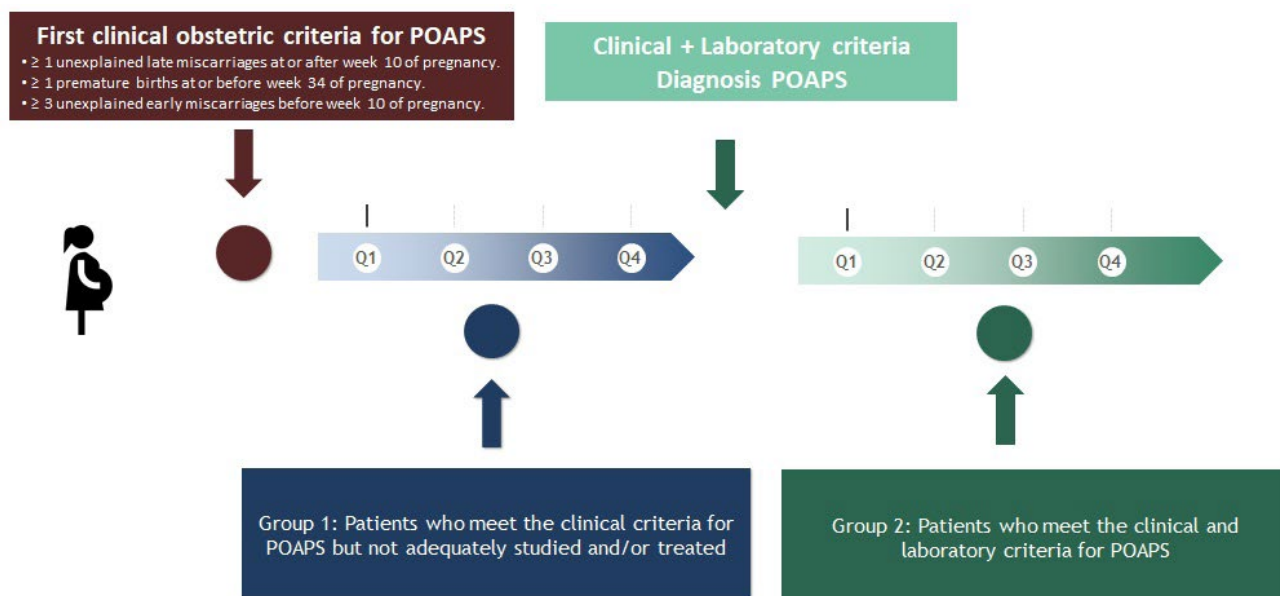 First clinical obstetric criteria for POAPS
• ≥ 1 unexplained late miscarriages at or after week 10 of pregnancy.
• ≥ 1 premature births at or before week 34 of pregnancy.
• ≥ 3 unexplained early miscarriages before week 10 of pregnancy.
Clinical + Laboratory criteria
Diagnosis POAPS
Q1 Q2 Q3 Q4
Q1 Q2 Q3 Q4
Group 1: Patients who meet the clinical criteria for
POAPS but not adequately studied and/or treated
Group 2: Patients who meet the clinical and
laboratory criteria for POAPS